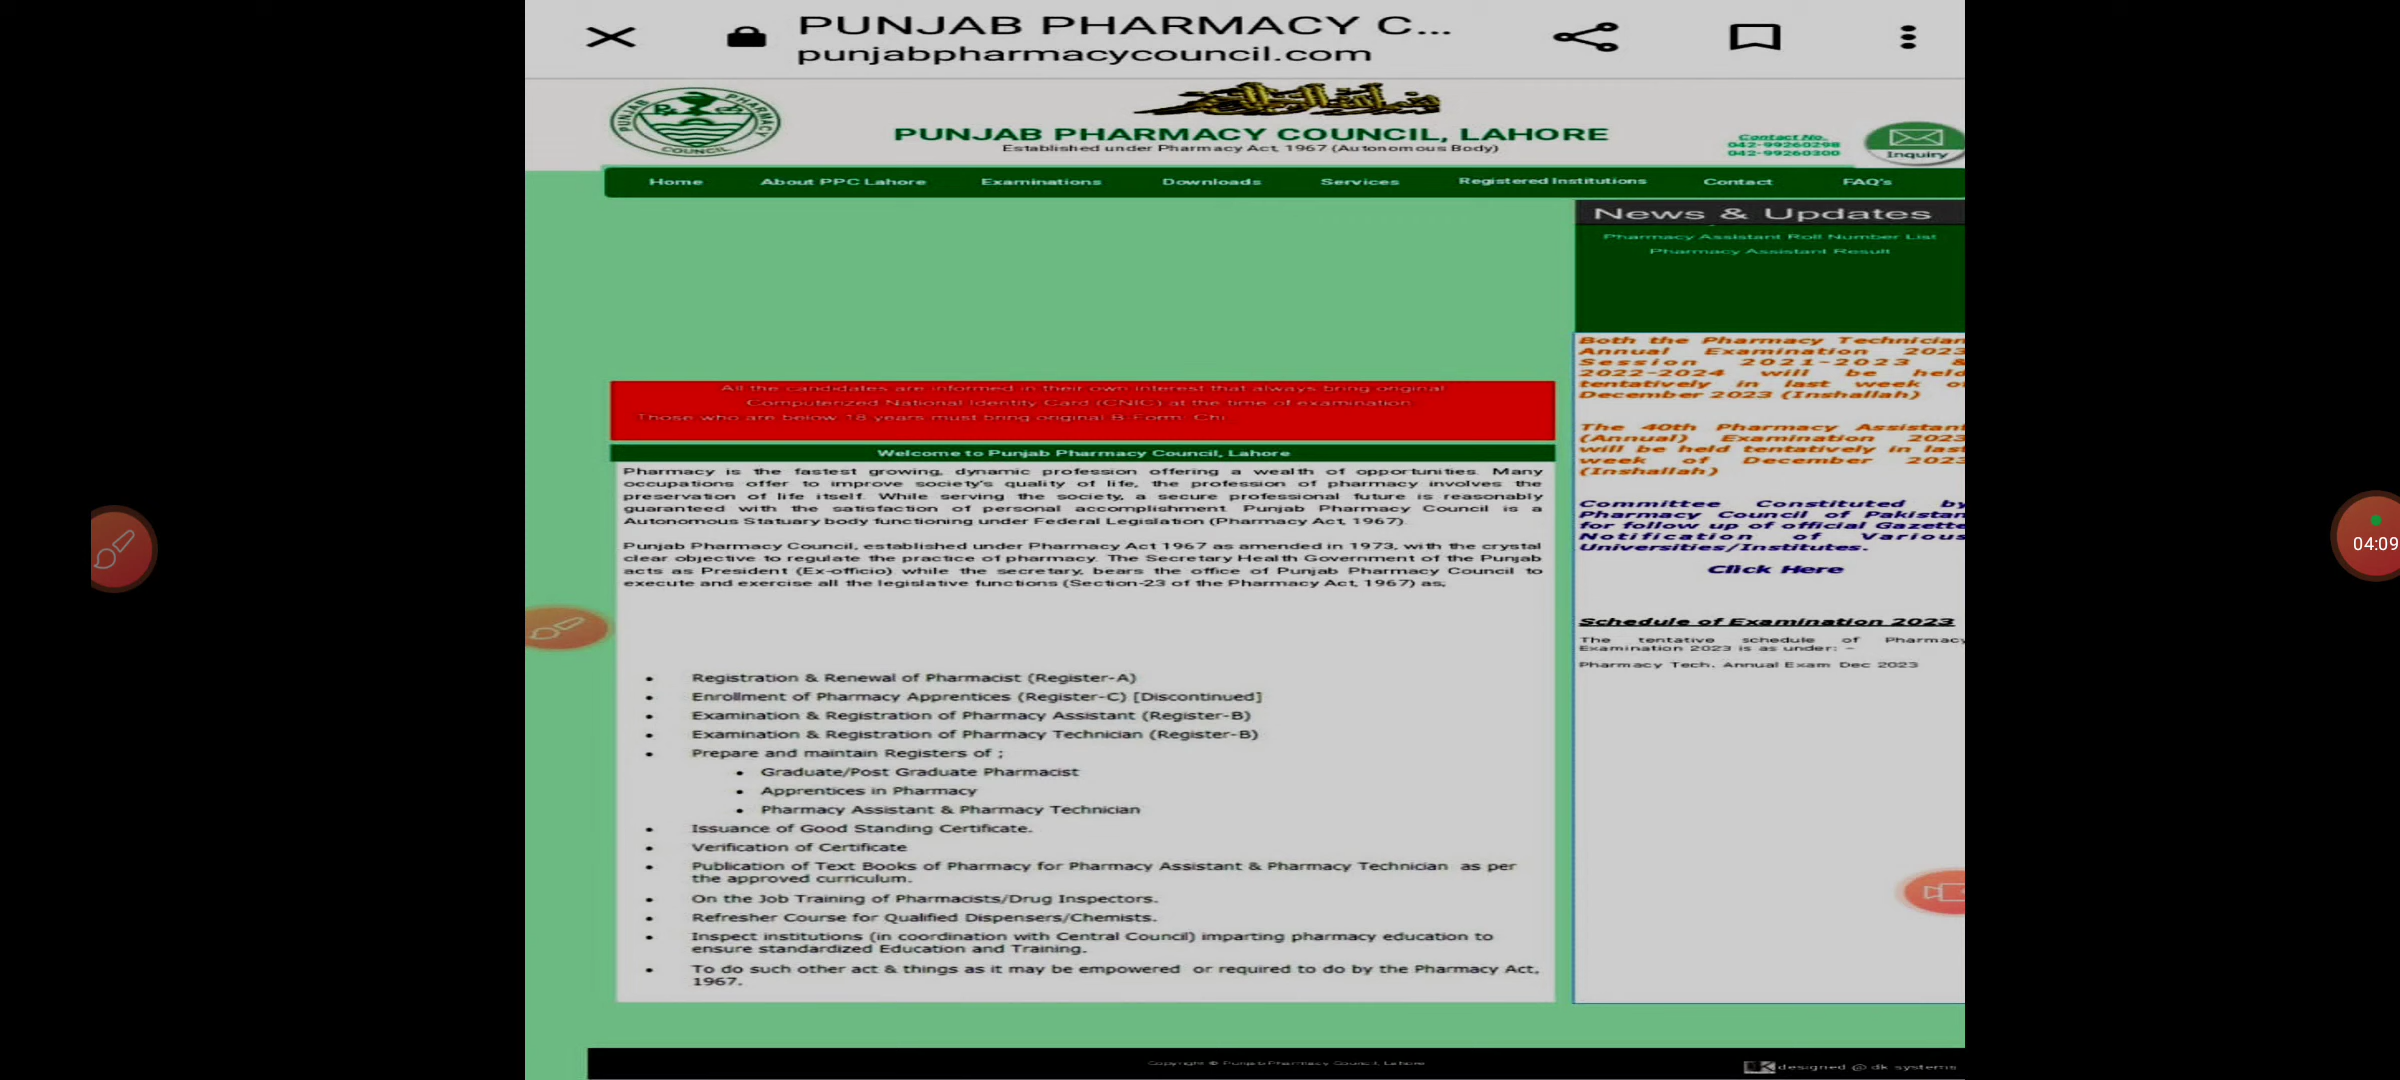 PUNJAB PHARMACY C...
punjabpharmacycouncil.com
PUNJAB PHARMACY COUNCIL
PUNJAB PHARMACY COUNCIL, LAHORE
Established under Pharmacy Act, 1967 (Autonomous Body)
Contact No.
042-99260298
042-99260300
Inquiry
Home About PPC Lahore Examinations Downloads Services Registered Institutions Contact FAQ's
News & Updates
Pharmacy Assistant Roll Number List
Pharmacy Assistant Result
All the candidates are informed in their own interest that always bring original
Computerized National Identity Card (CNIC) at the time of examination.
Those who are below 18 years must bring original B-Form. Chi
Welcome to Punjab Pharmacy Council, Lahore
Pharmacy is the fastest growing, dynamic profession offering a wealth of opportunities. Many
occupations offer to improve society's quality of life, the profession of pharmacy involves the
preservation of life itself. While serving the society, a secure professional future is reasonably
guaranteed with the satisfaction of personal accomplishment. Punjab Pharmacy Council is a
Autonomous Statuary body functioning under Federal Legislation (Pharmacy Act, 1967).
Punjab Pharmacy Council, established under Pharmacy Act 1967 as amended in 1973, with the crystal
clear objective to regulate the practice of pharmacy. The Secretary Health Government of the Punjab
acts as President (Ex-officio) while the secretary, bears the office of Punjab Pharmacy Council to
execute and exercise all the legislative functions (Section-23 of the Pharmacy Act, 1967) as;
• Registration & Renewal of Pharmacist (Register-A)
• Enrollment of Pharmacy Apprentices (Register-C) [Discontinued]
• Examination & Registration of Pharmacy Assistant (Register-B)
• Examination & Registration of Pharmacy Technician (Register-B)
• Prepare and maintain Registers of ;
• Graduate/Post Graduate Pharmacist
• Apprentices in Pharmacy
• Pharmacy Assistant & Pharmacy Technician
• Issuance of Good Standing Certificate.
• Verification of Certificate
• Publication of Text Books of Pharmacy for Pharmacy Assistant & Pharmacy Technician as per
the approved curriculum.
• On the Job Training of Pharmacists/Drug Inspectors.
• Refresher Course for Qualified Dispensers/Chemists.
• Inspect institutions (in coordination with Central Council) imparting pharmacy education to
ensure standardized Education and Training.
• To do such other act & things as it may be empowered or required to do by the Pharmacy Act,
1967.
Both the Pharmacy Technician
Annual Examination 2023
Session 2021-2023 &
2022-2024 will be held
tentatively in last week of
December 2023 (Inshallah)
The 40th Pharmacy Assistant
(Annual) Examination 2023
will be held tentatively in last
week of December 2023
(Inshallah)
Committee Constituted by
Pharmacy Council of Pakistan
for follow up of official Gazette
Notification of Various
Universities/Institutes.
Click Here
Schedule of Examination 2023
The tentative schedule of Pharmacy
Examination 2023 is as under: -
Pharmacy Tech. Annual Exam Dec 2023
04:09
Copyright © Punjab Pharmacy Council, Lahore
designed @ dk systems